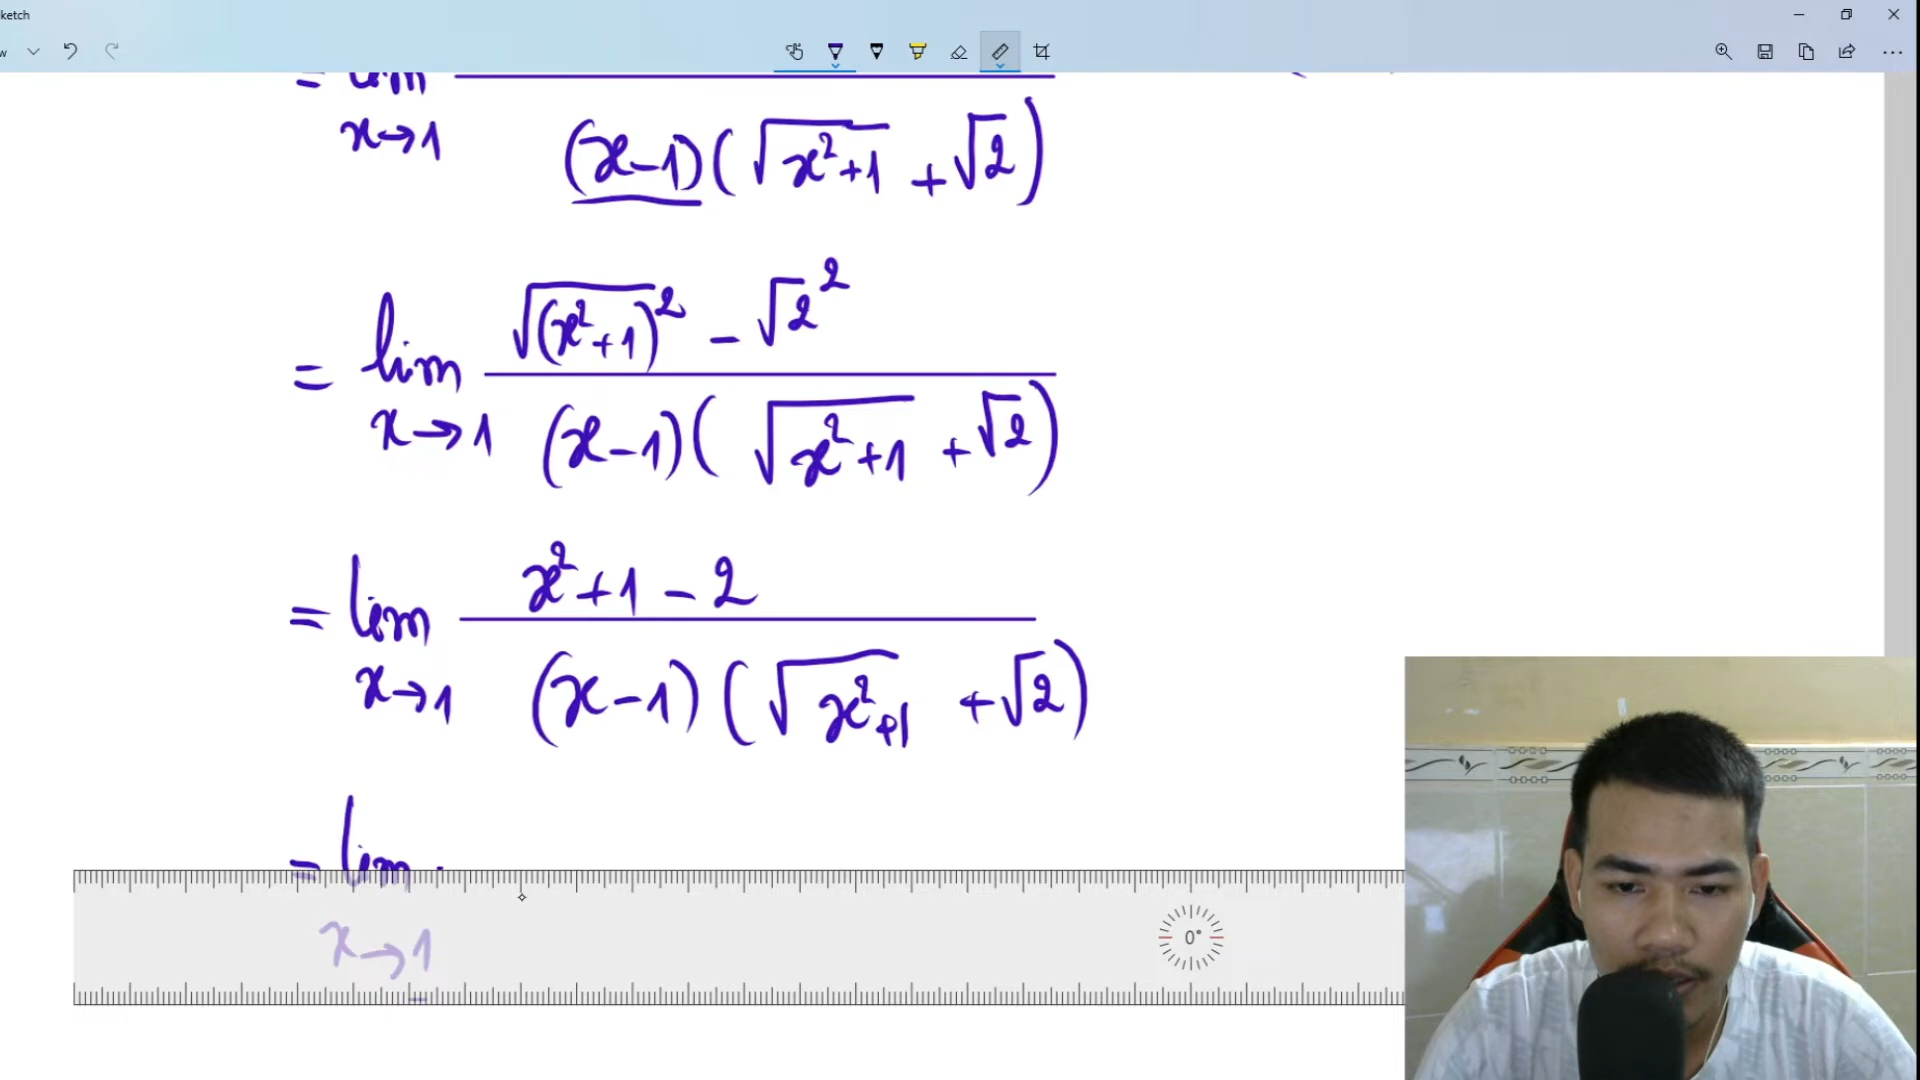 ketch
w
= lim
x→1
(x-1)(√x²+1 + √2)
√(x²+1)² - √2²
= lim
x→1 (x-1)(√x²+1 + √2)
x²+1-2
= lim
x→1 (x-1)(√x²+1 + √2)
= lim
0°
x→1